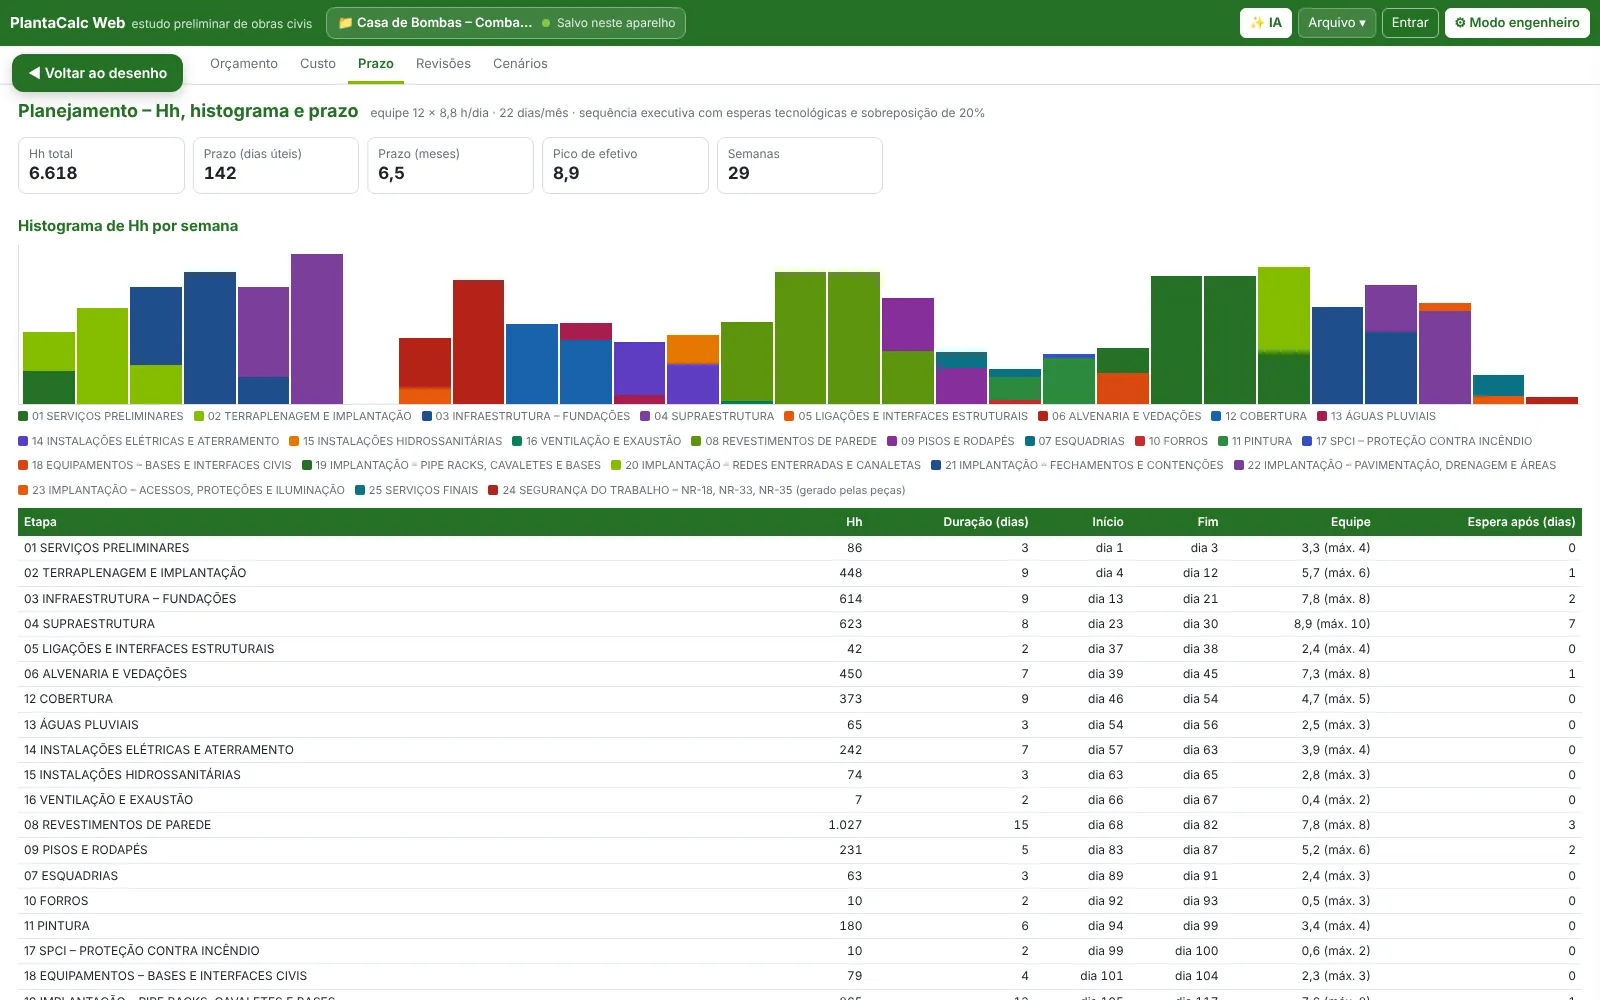 PlantaCalc Web estudo preliminar de obras civis 📁 Casa de Bombas – Comba... Salvo neste aparelho ✨ IA Arquivo ▾ Entrar ⚙ Modo engenheiro
◀ Voltar ao desenho Orçamento Custo Prazo Revisões Cenários
Planejamento – Hh, histograma e prazo equipe 12 × 8,8 h/dia · 22 dias/mês · sequência executiva com esperas tecnológicas e sobreposição de 20%
Hh total Prazo (dias úteis) Prazo (meses) Pico de efetivo Semanas
6.618 142 6,5 8,9 29
Histograma de Hh por semana
01 SERVIÇOS PRELIMINARES 02 TERRAPLENAGEM E IMPLANTAÇÃO 03 INFRAESTRUTURA – FUNDAÇÕES 04 SUPRAESTRUTURA 05 LIGAÇÕES E INTERFACES ESTRUTURAIS 06 ALVENARIA E VEDAÇÕES 12 COBERTURA 13 ÁGUAS PLUVIAIS
14 INSTALAÇÕES ELÉTRICAS E ATERRAMENTO 15 INSTALAÇÕES HIDROSSANITÁRIAS 16 VENTILAÇÃO E EXAUSTÃO 08 REVESTIMENTOS DE PAREDE 09 PISOS E RODAPÉS 07 ESQUADRIAS 10 FORROS 11 PINTURA 17 SPCI – PROTEÇÃO CONTRA INCÊNDIO
18 EQUIPAMENTOS – BASES E INTERFACES CIVIS 19 IMPLANTAÇÃO – PIPE RACKS, CAVALETES E BASES 20 IMPLANTAÇÃO – REDES ENTERRADAS E CANALETAS 21 IMPLANTAÇÃO – FECHAMENTOS E CONTENÇÕES 22 IMPLANTAÇÃO – PAVIMENTAÇÃO, DRENAGEM E ÁREAS
23 IMPLANTAÇÃO – ACESSOS, PROTEÇÕES E ILUMINAÇÃO 25 SERVIÇOS FINAIS 24 SEGURANÇA DO TRABALHO – NR-18, NR-33, NR-35 (gerado pelas peças)
Etapa Hh Duração (dias) Início Fim Equipe Espera após (dias)
01 SERVIÇOS PRELIMINARES 86 3 dia 1 dia 3 3,3 (máx. 4) 0
02 TERRAPLENAGEM E IMPLANTAÇÃO 448 9 dia 4 dia 12 5,7 (máx. 6) 1
03 INFRAESTRUTURA – FUNDAÇÕES 614 9 dia 13 dia 21 7,8 (máx. 8) 2
04 SUPRAESTRUTURA 623 8 dia 23 dia 30 8,9 (máx. 10) 7
05 LIGAÇÕES E INTERFACES ESTRUTURAIS 42 2 dia 37 dia 38 2,4 (máx. 4) 0
06 ALVENARIA E VEDAÇÕES 450 7 dia 39 dia 45 7,3 (máx. 8) 1
12 COBERTURA 373 9 dia 46 dia 54 4,7 (máx. 5) 0
13 ÁGUAS PLUVIAIS 65 3 dia 54 dia 56 2,5 (máx. 3) 0
14 INSTALAÇÕES ELÉTRICAS E ATERRAMENTO 242 7 dia 57 dia 63 3,9 (máx. 4) 0
15 INSTALAÇÕES HIDROSSANITÁRIAS 74 3 dia 63 dia 65 2,8 (máx. 3) 0
16 VENTILAÇÃO E EXAUSTÃO 7 2 dia 66 dia 67 0,4 (máx. 2) 0
08 REVESTIMENTOS DE PAREDE 1.027 15 dia 68 dia 82 7,8 (máx. 8) 3
09 PISOS E RODAPÉS 231 5 dia 83 dia 87 5,2 (máx. 6) 2
07 ESQUADRIAS 63 3 dia 89 dia 91 2,4 (máx. 3) 0
10 FORROS 10 2 dia 92 dia 93 0,5 (máx. 3) 0
11 PINTURA 180 6 dia 94 dia 99 3,4 (máx. 4) 0
17 SPCI – PROTEÇÃO CONTRA INCÊNDIO 10 2 dia 99 dia 100 0,6 (máx. 2) 0
18 EQUIPAMENTOS – BASES E INTERFACES CIVIS 79 4 dia 101 dia 104 2,3 (máx. 3) 0